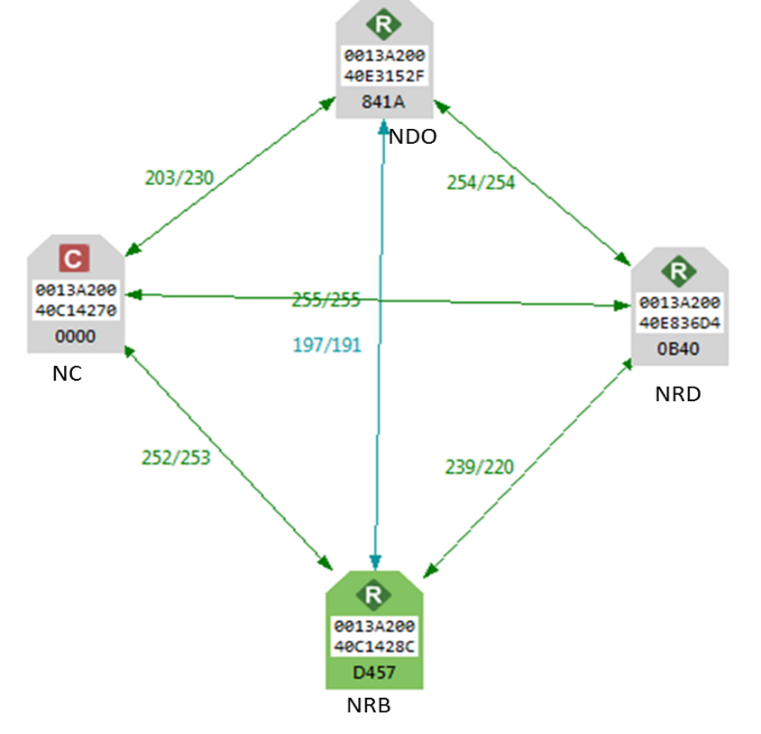 R
0013A200
40E3152F
841A
NDO
203/230
254/254
C
0013A200
40C14270
0000
NC
255/255
R
0013A200
40E836D4
0B40
NRD
197/191
252/253
239/220
R
0013A200
40C1428C
D457
NRB